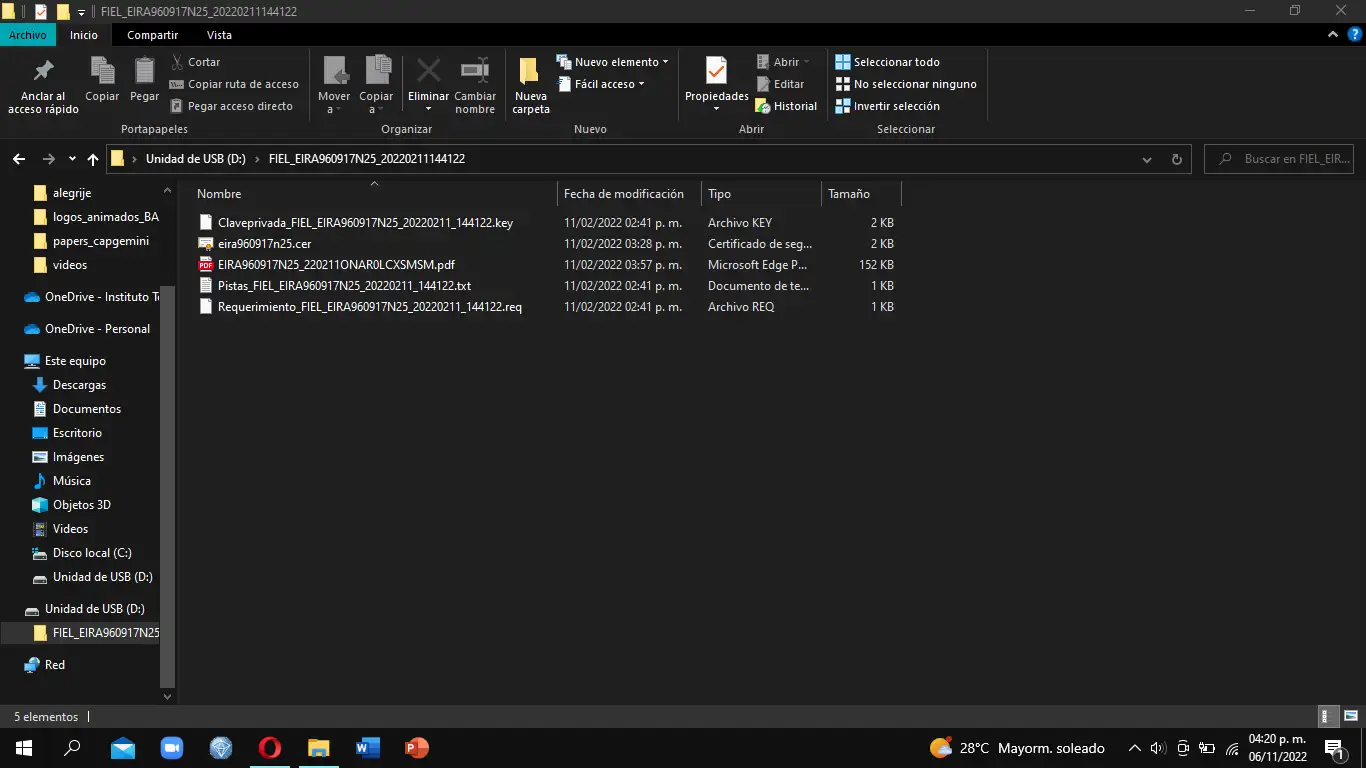 FIEL_EIRA960917N25_20220211144122
Archivo Inicio Compartir Vista
Anclar al acceso rápido
Copiar
Pegar
Cortar
Copiar ruta de acceso
Pegar acceso directo
Portapapeles
Mover a
Copiar a
Eliminar
Cambiar nombre
Organizar
Nueva carpeta
Nuevo elemento
Fácil acceso
Nuevo
Propiedades
Abrir
Editar
Historial
Abrir
Seleccionar todo
No seleccionar ninguno
Invertir selección
Seleccionar
Unidad de USB (D:) › FIEL_EIRA960917N25_20220211144122
Buscar en FIEL_EIR...
alegrije
logos_animados_BA
papers_capgemini
videos
OneDrive - Instituto T
OneDrive - Personal
Este equipo
Descargas
Documentos
Escritorio
Imágenes
Música
Objetos 3D
Videos
Disco local (C:)
Unidad de USB (D:)
Unidad de USB (D:)
FIEL_EIRA960917N25
Red
Nombre Fecha de modificación Tipo Tamaño
Claveprivada_FIEL_EIRA960917N25_20220211_144122.key 11/02/2022 02:41 p. m. Archivo KEY 2 KB
eira960917n25.cer 11/02/2022 03:28 p. m. Certificado de seg... 2 KB
EIRA960917N25_220211ONAR0LCXSMSM.pdf 11/02/2022 03:57 p. m. Microsoft Edge P... 152 KB
Pistas_FIEL_EIRA960917N25_20220211_144122.txt 11/02/2022 02:41 p. m. Documento de te... 1 KB
Requerimiento_FIEL_EIRA960917N25_20220211_144122.req 11/02/2022 02:41 p. m. Archivo REQ 1 KB
5 elementos
28°C Mayorm. soleado
04:20 p. m.
06/11/2022
1